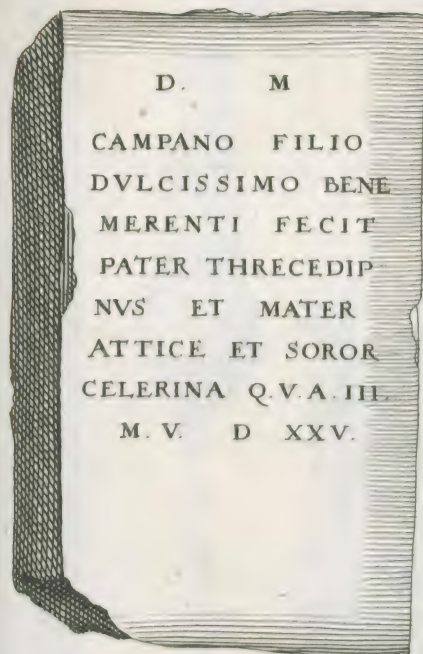 D. M
CAMPANO FILIO
DVLCISSIMO BENE
MERENTI FECIT
PATER THRECEDIP
NVS ET MATER
ATTICE ET SOROR
CELERINA Q.V.A.III.
M.V. D XXV.